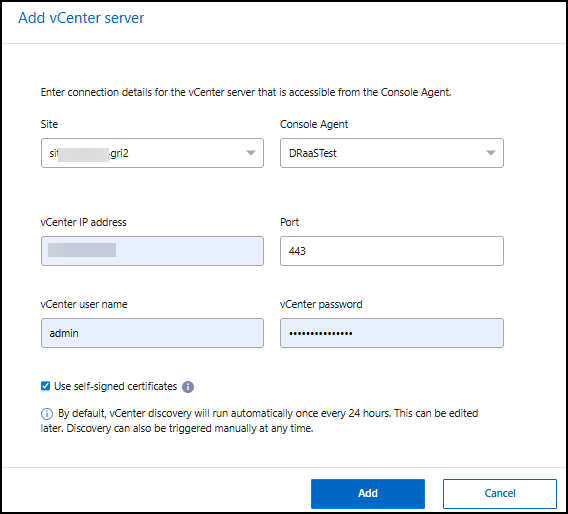 Add vCenter server
Enter connection details for the vCenter server that is accessible from the Console Agent.
Site
Console Agent
-gri2
DRaaSTest
vCenter IP address
Port
443
vCenter user name
vCenter password
admin
•••••••••••••••
Use self-signed certificates
By default, vCenter discovery will run automatically once every 24 hours. This can be edited
later. Discovery can also be triggered manually at any time.
Add
Cancel